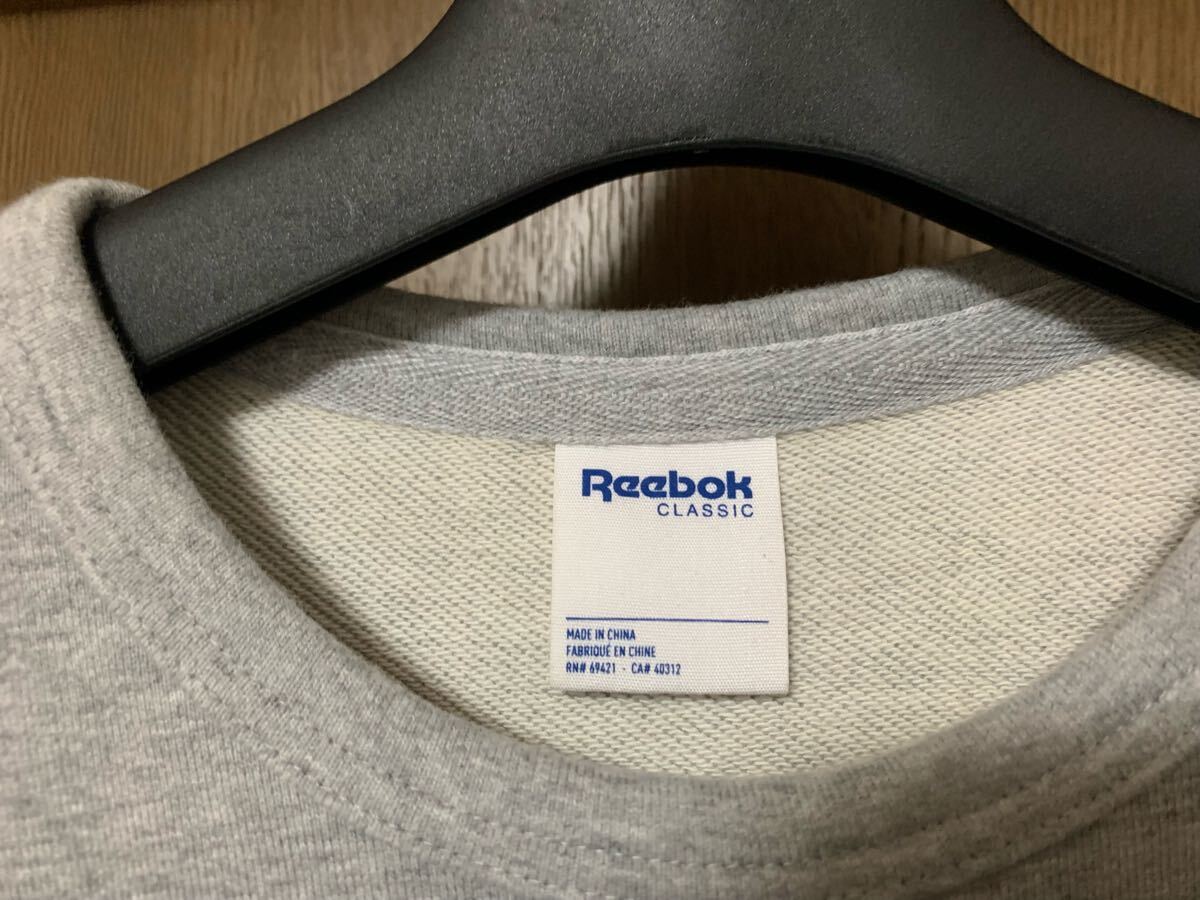 Reebok
CLASSIC
MADE IN CHINA
FABRIQUÉ EN CHINE
RN# 69421 - CA# 40312